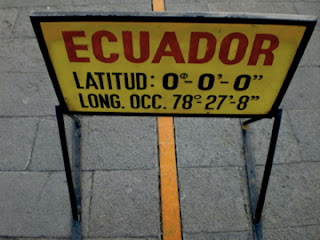 ECUADOR
LATITUD: 0°-0'-0"
LONG. OCC. 78°-27'-8"